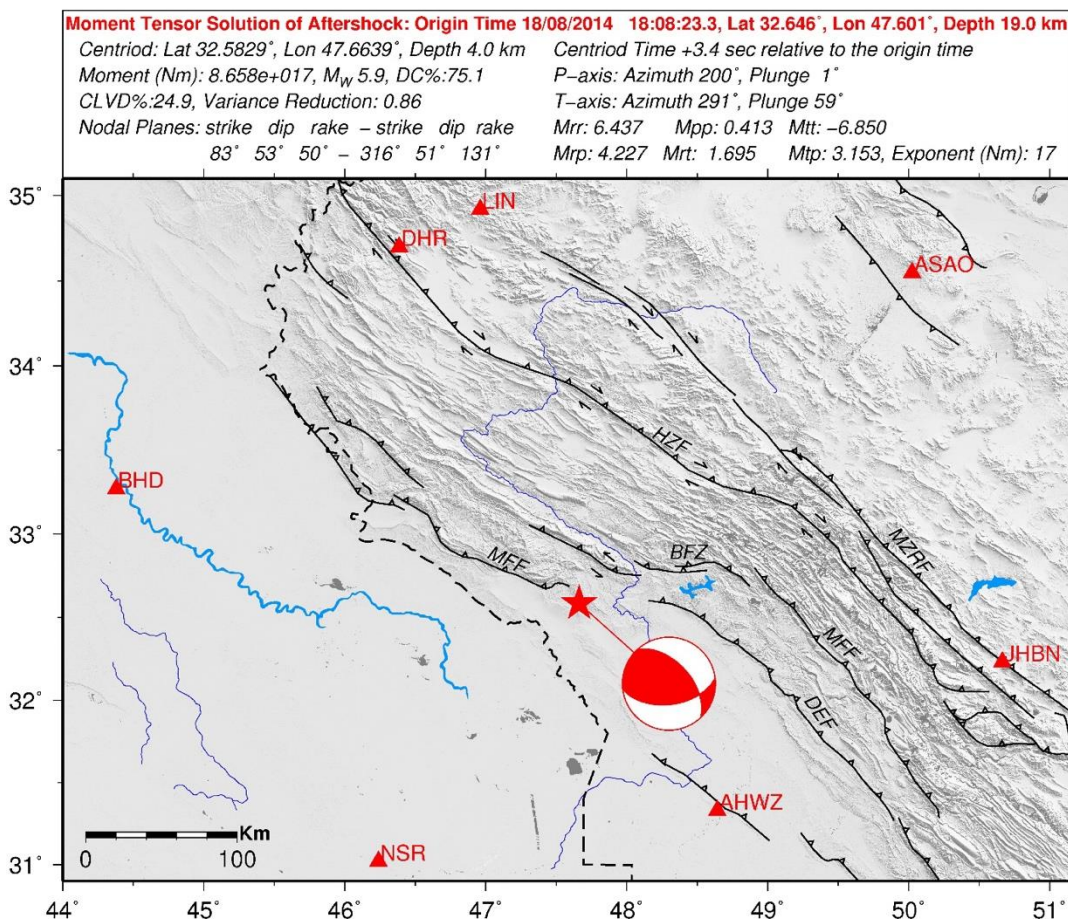 Moment Tensor Solution of Aftershock: Origin Time 18/08/2014 18:08:23.3, Lat 32.646°, Lon 47.601°, Depth 19.0 km
Centriod: Lat 32.5829°, Lon 47.6639°, Depth 4.0 km
Moment (Nm): 8.658e+017, MW 5.9, DC%:75.1
CLVD%:24.9, Variance Reduction: 0.86
Nodal Planes: strike dip rake – strike dip rake
83° 53° 50° – 316° 51° 131°
Centriod Time +3.4 sec relative to the origin time
P-axis: Azimuth 200°, Plunge 1°
T-axis: Azimuth 291°, Plunge 59°
Mrr: 6.437 Mpp: 0.413 Mtt: −6.850
Mrp: 4.227 Mrt: 1.695 Mtp: 3.153, Exponent (Nm): 17
35°
LIN
DHR
ASAO
34°
HZF
BHD
33°
MFF
BFZ
MZRF
MFF
JHBN
32°
DEF
AHWZ
Km
0 100
NSR
31°
44° 45° 46° 47° 48° 49° 50° 51°